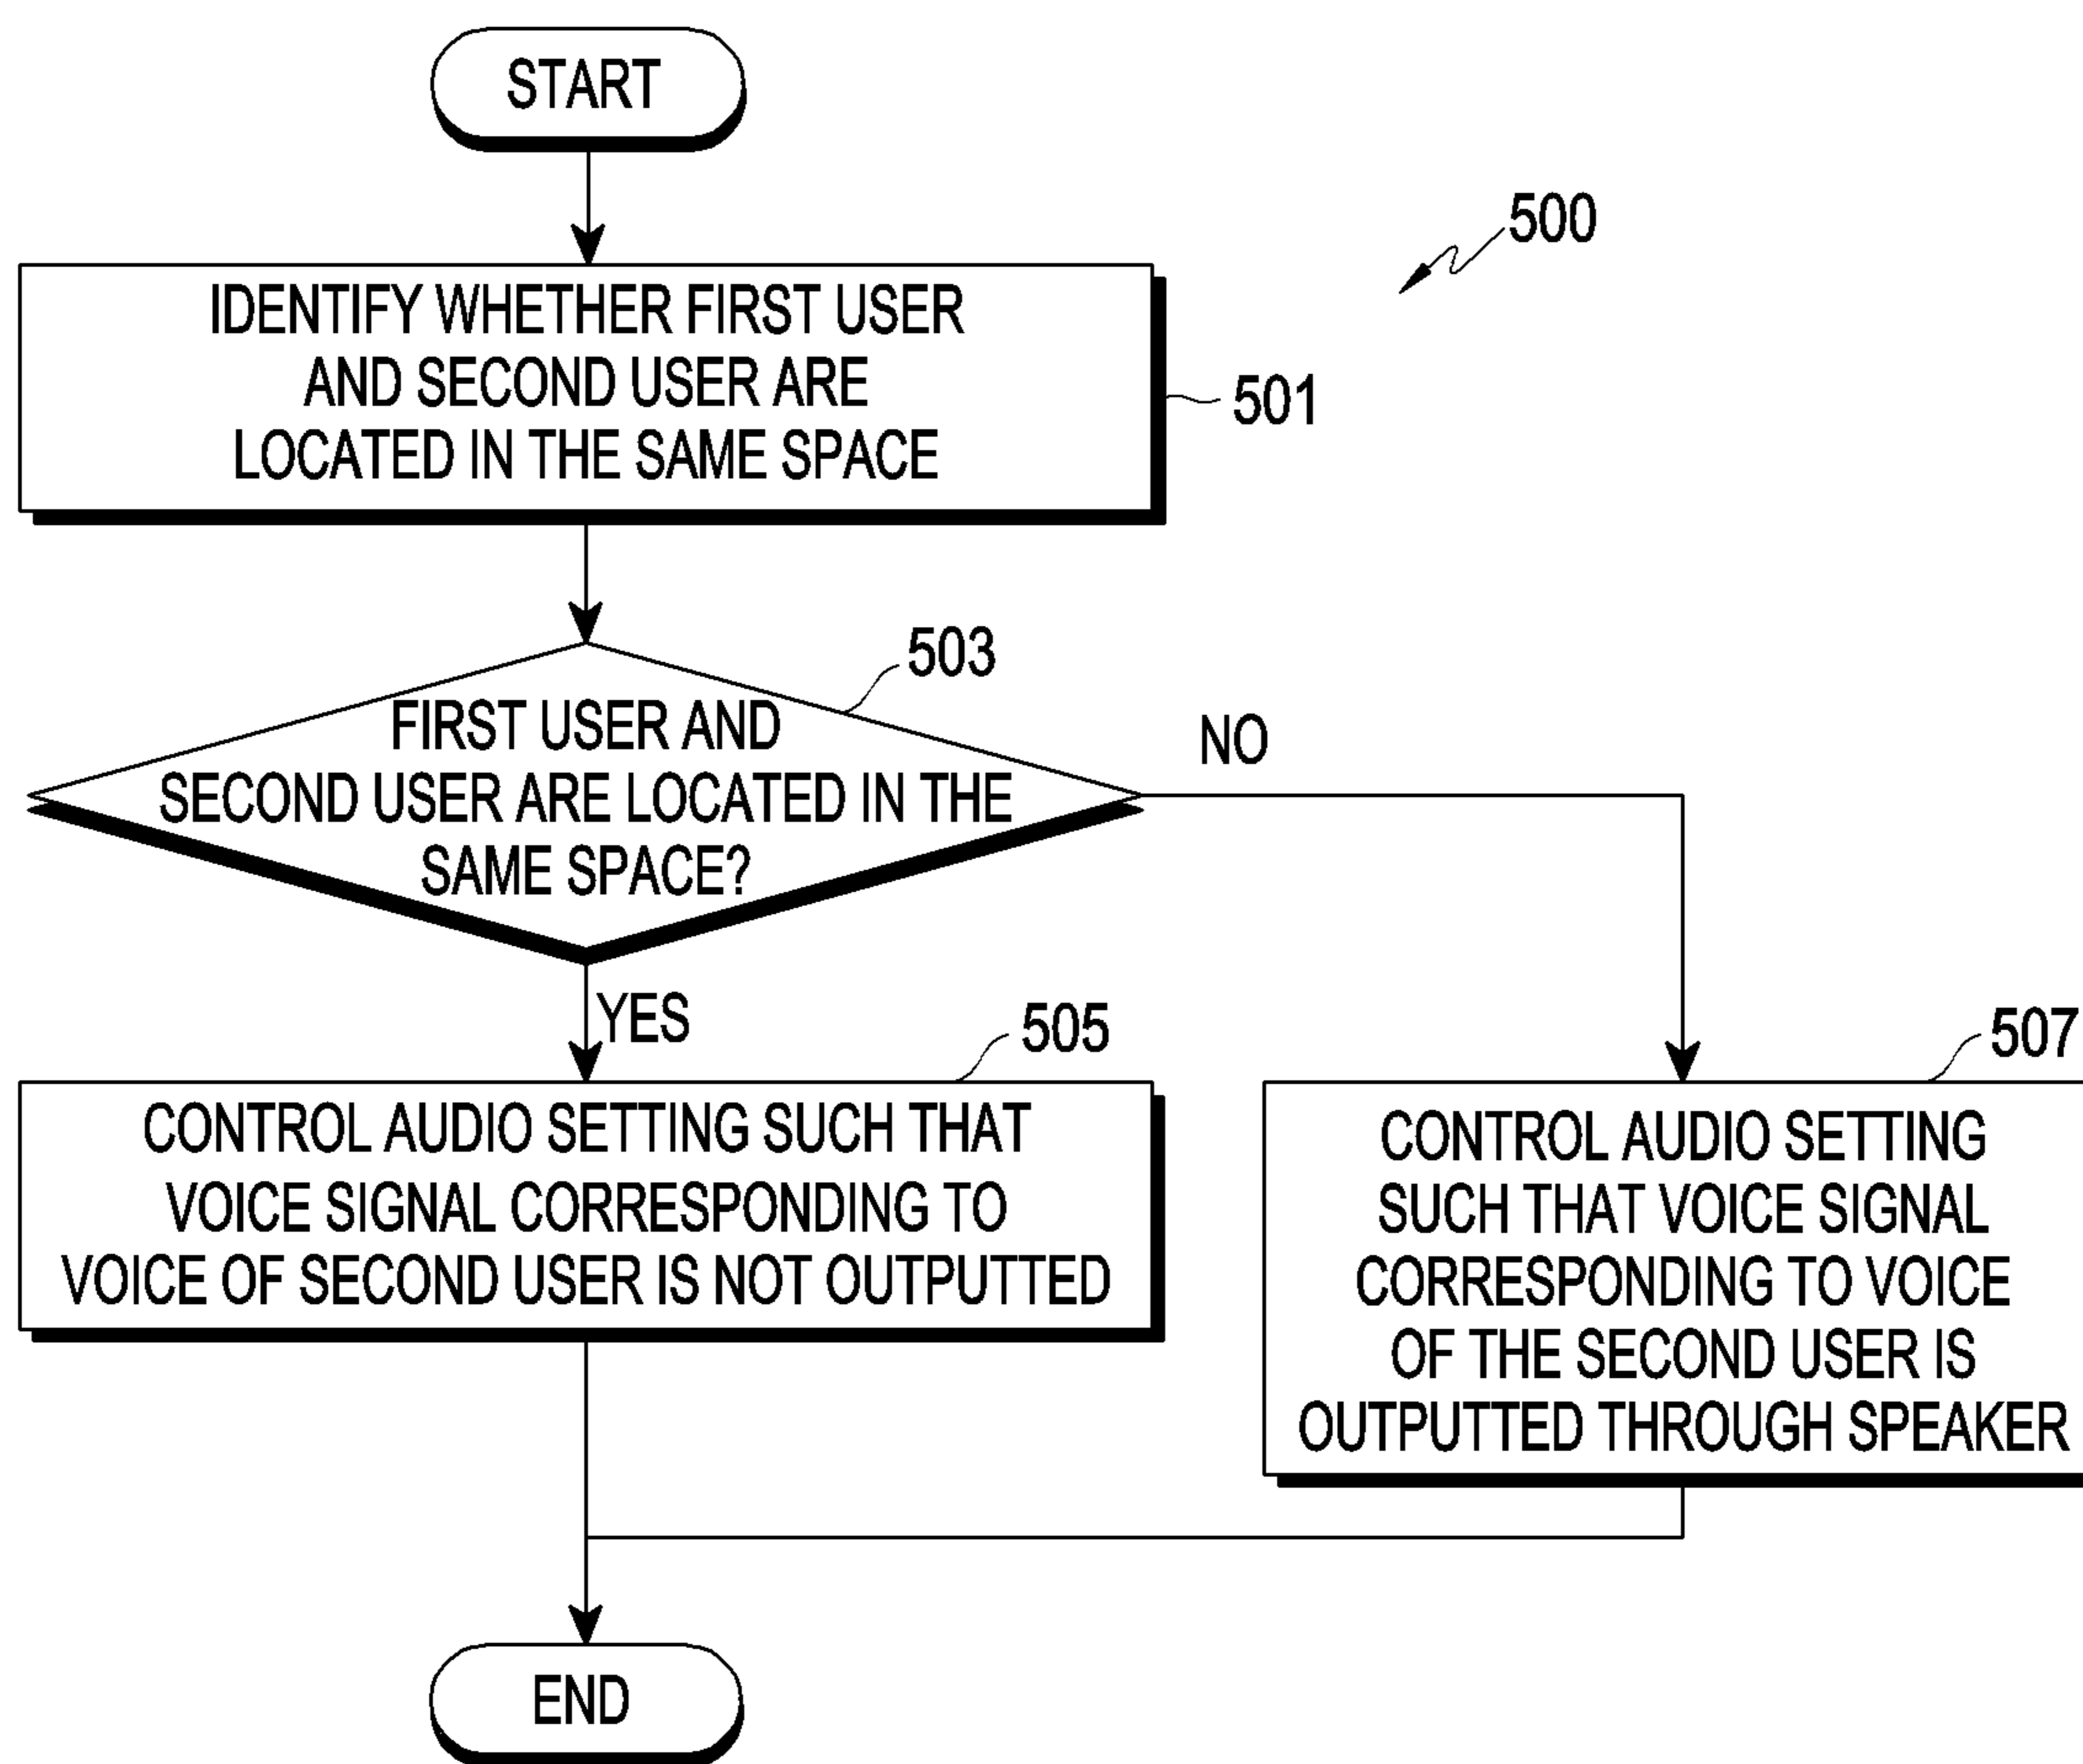 START
500
IDENTIFY WHETHER FIRST USER
AND SECOND USER ARE
LOCATED IN THE SAME SPACE
501
503
FIRST USER AND
SECOND USER ARE LOCATED IN THE
SAME SPACE?
NO
YES
505
CONTROL AUDIO SETTING SUCH THAT
VOICE SIGNAL CORRESPONDING TO
VOICE OF SECOND USER IS NOT OUTPUTTED
507
CONTROL AUDIO SETTING
SUCH THAT VOICE SIGNAL
CORRESPONDING TO VOICE
OF THE SECOND USER IS
OUTPUTTED THROUGH SPEAKER
END